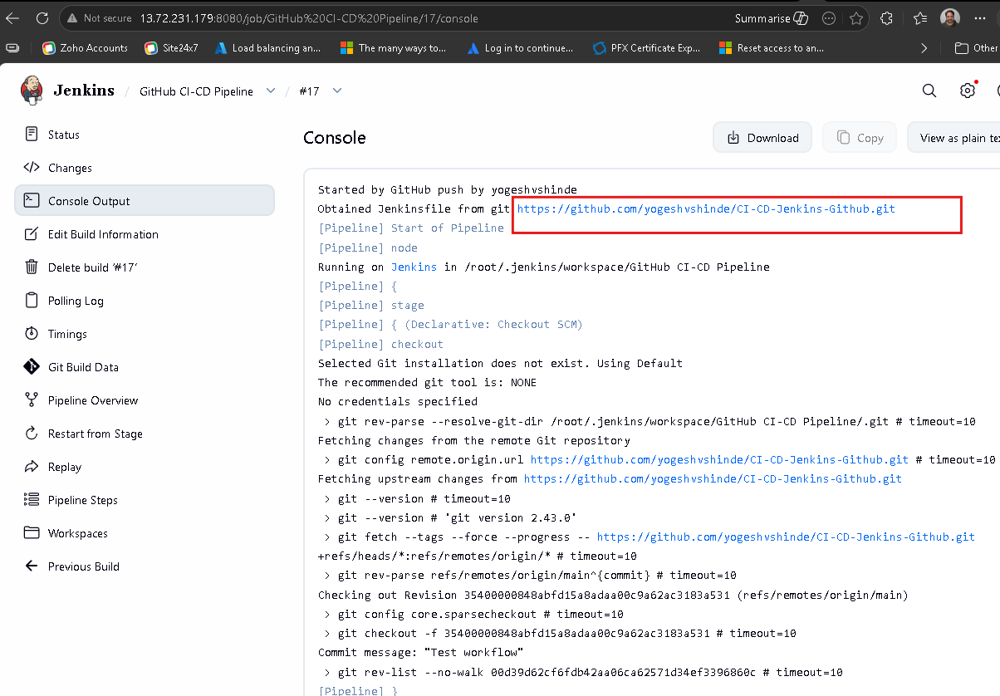 Not secure 13.72.231.179:8080/job/GitHub%20CI-CD%20Pipeline/17/console Summarise
Zoho Accounts Site24x7 Load balancing an... The many ways to... Log in to continue... PFX Certificate Exp... Reset access to an... Other
Jenkins / GitHub CI-CD Pipeline / #17
Status
Changes
Console Output
Edit Build Information
Delete build ‘#17’
Polling Log
Timings
Git Build Data
Pipeline Overview
Restart from Stage
Replay
Pipeline Steps
Workspaces
Previous Build
Console
Download Copy View as plain te
Started by GitHub push by yogeshvshinde
Obtained Jenkinsfile from git https://github.com/yogeshvshinde/CI-CD-Jenkins-Github.git
[Pipeline] Start of Pipeline
[Pipeline] node
Running on Jenkins in /root/.jenkins/workspace/GitHub CI-CD Pipeline
[Pipeline] {
[Pipeline] stage
[Pipeline] { (Declarative: Checkout SCM)
[Pipeline] checkout
Selected Git installation does not exist. Using Default
The recommended git tool is: NONE
No credentials specified
> git rev-parse --resolve-git-dir /root/.jenkins/workspace/GitHub CI-CD Pipeline/.git # timeout=10
Fetching changes from the remote Git repository
> git config remote.origin.url https://github.com/yogeshvshinde/CI-CD-Jenkins-Github.git # timeout=10
Fetching upstream changes from https://github.com/yogeshvshinde/CI-CD-Jenkins-Github.git
> git --version # timeout=10
> git --version # 'git version 2.43.0'
> git fetch --tags --force --progress -- https://github.com/yogeshvshinde/CI-CD-Jenkins-Github.git
+refs/heads/*:refs/remotes/origin/* # timeout=10
> git rev-parse refs/remotes/origin/main^{commit} # timeout=10
Checking out Revision 35400000848abfd15a8adaa00c9a62ac3183a531 (refs/remotes/origin/main)
> git config core.sparsecheckout # timeout=10
> git checkout -f 35400000848abfd15a8adaa00c9a62ac3183a531 # timeout=10
Commit message: "Test workflow"
> git rev-list --no-walk 00d39d62cf6fdb42aa06ca62571d34ef3396860c # timeout=10
[Pipeline] }